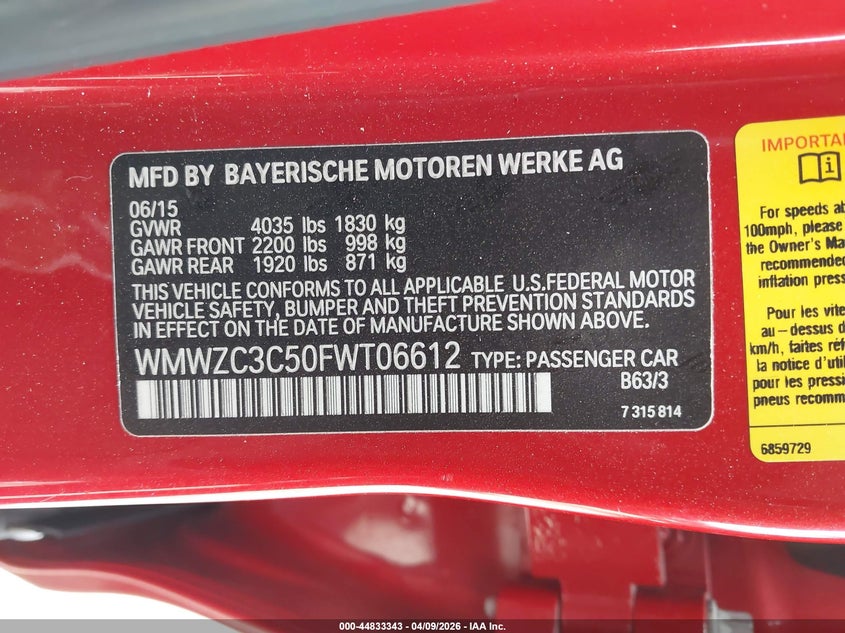 MFD BY BAYERISCHE MOTOREN WERKE AG
06/15
GVWR 4035 lbs 1830 kg
GAWR FRONT 2200 lbs 998 kg
GAWR REAR 1920 lbs 871 kg
THIS VEHICLE CONFORMS TO ALL APPLICABLE U.S.FEDERAL MOTOR
VEHICLE SAFETY, BUMPER AND THEFT PREVENTION STANDARDS
IN EFFECT ON THE DATE OF MANUFACTURE SHOWN ABOVE.
WMWZC3C50FWT06612 TYPE: PASSENGER CAR
B63/3
7 315 814
IMPORTA
i
For speeds ab
100mph, please
the Owner's Ma
recommended
inflation press
Pour les vite
au-dessus d
km/h, faites réf
la notice d'util
pour les pressi
pneus recomm
6859729
000-44833343 - 04/09/2026 - IAA Inc.